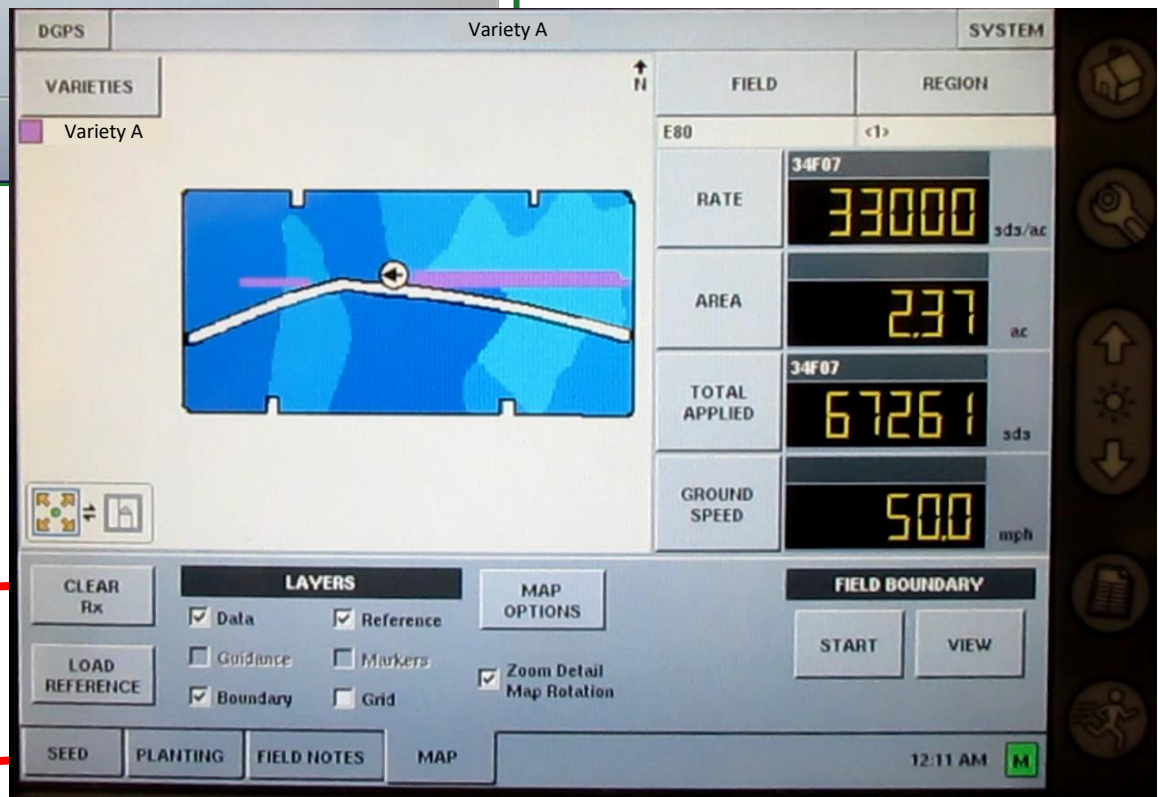 DGPS
Variety A
SYSTEM
VARIETIES
N
FIELD
REGION
Variety A
E80
<1>
RATE
34F07
33000
sds/ac
AREA
2.37
ac
TOTAL
APPLIED
34F07
67261
sds
GROUND
SPEED
50.0
mph
CLEAR
Rx
LAYERS
MAP
OPTIONS
FIELD BOUNDARY
Data
Reference
START
VIEW
LOAD
REFERENCE
Guidance
Markers
Zoom Detail
Map Rotation
Boundary
Grid
SEED
PLANTING
FIELD NOTES
MAP
12:11 AM
M